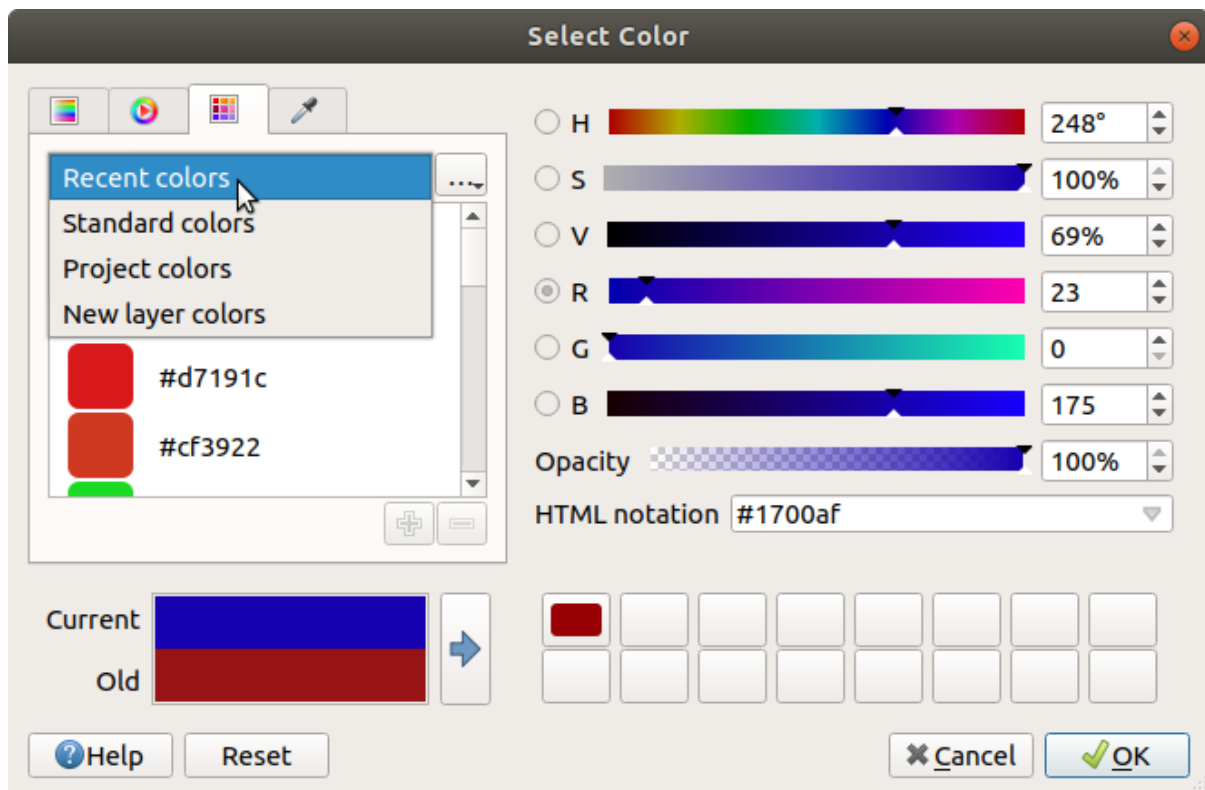 Select Color
Recent colors
...
Standard colors
Project colors
New layer colors
#d7191c
#cf3922
H 248°
S 100%
V 69%
R 23
G 0
B 175
Opacity 100%
HTML notation #1700af
Current
Old
Help
Reset
Cancel
OK